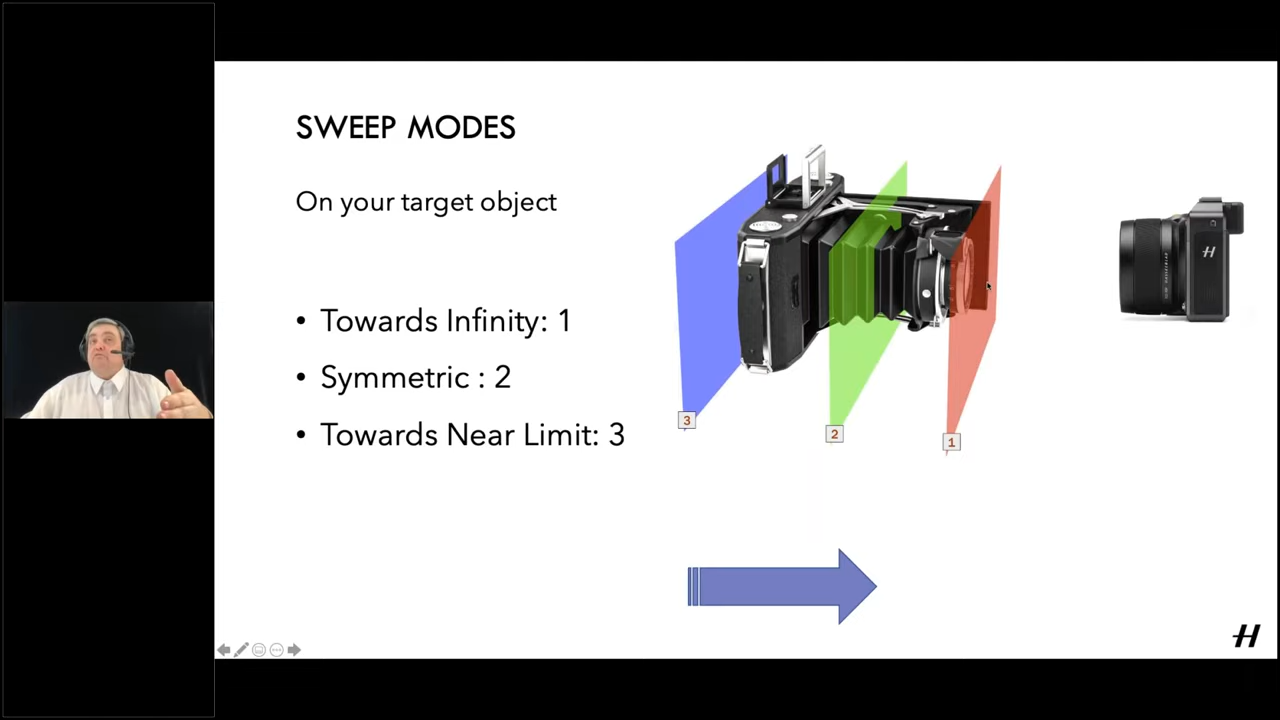 SWEEP MODES
On your target object
• Towards Infinity: 1
• Symmetric : 2
• Towards Near Limit: 3
3
2
1
H
H